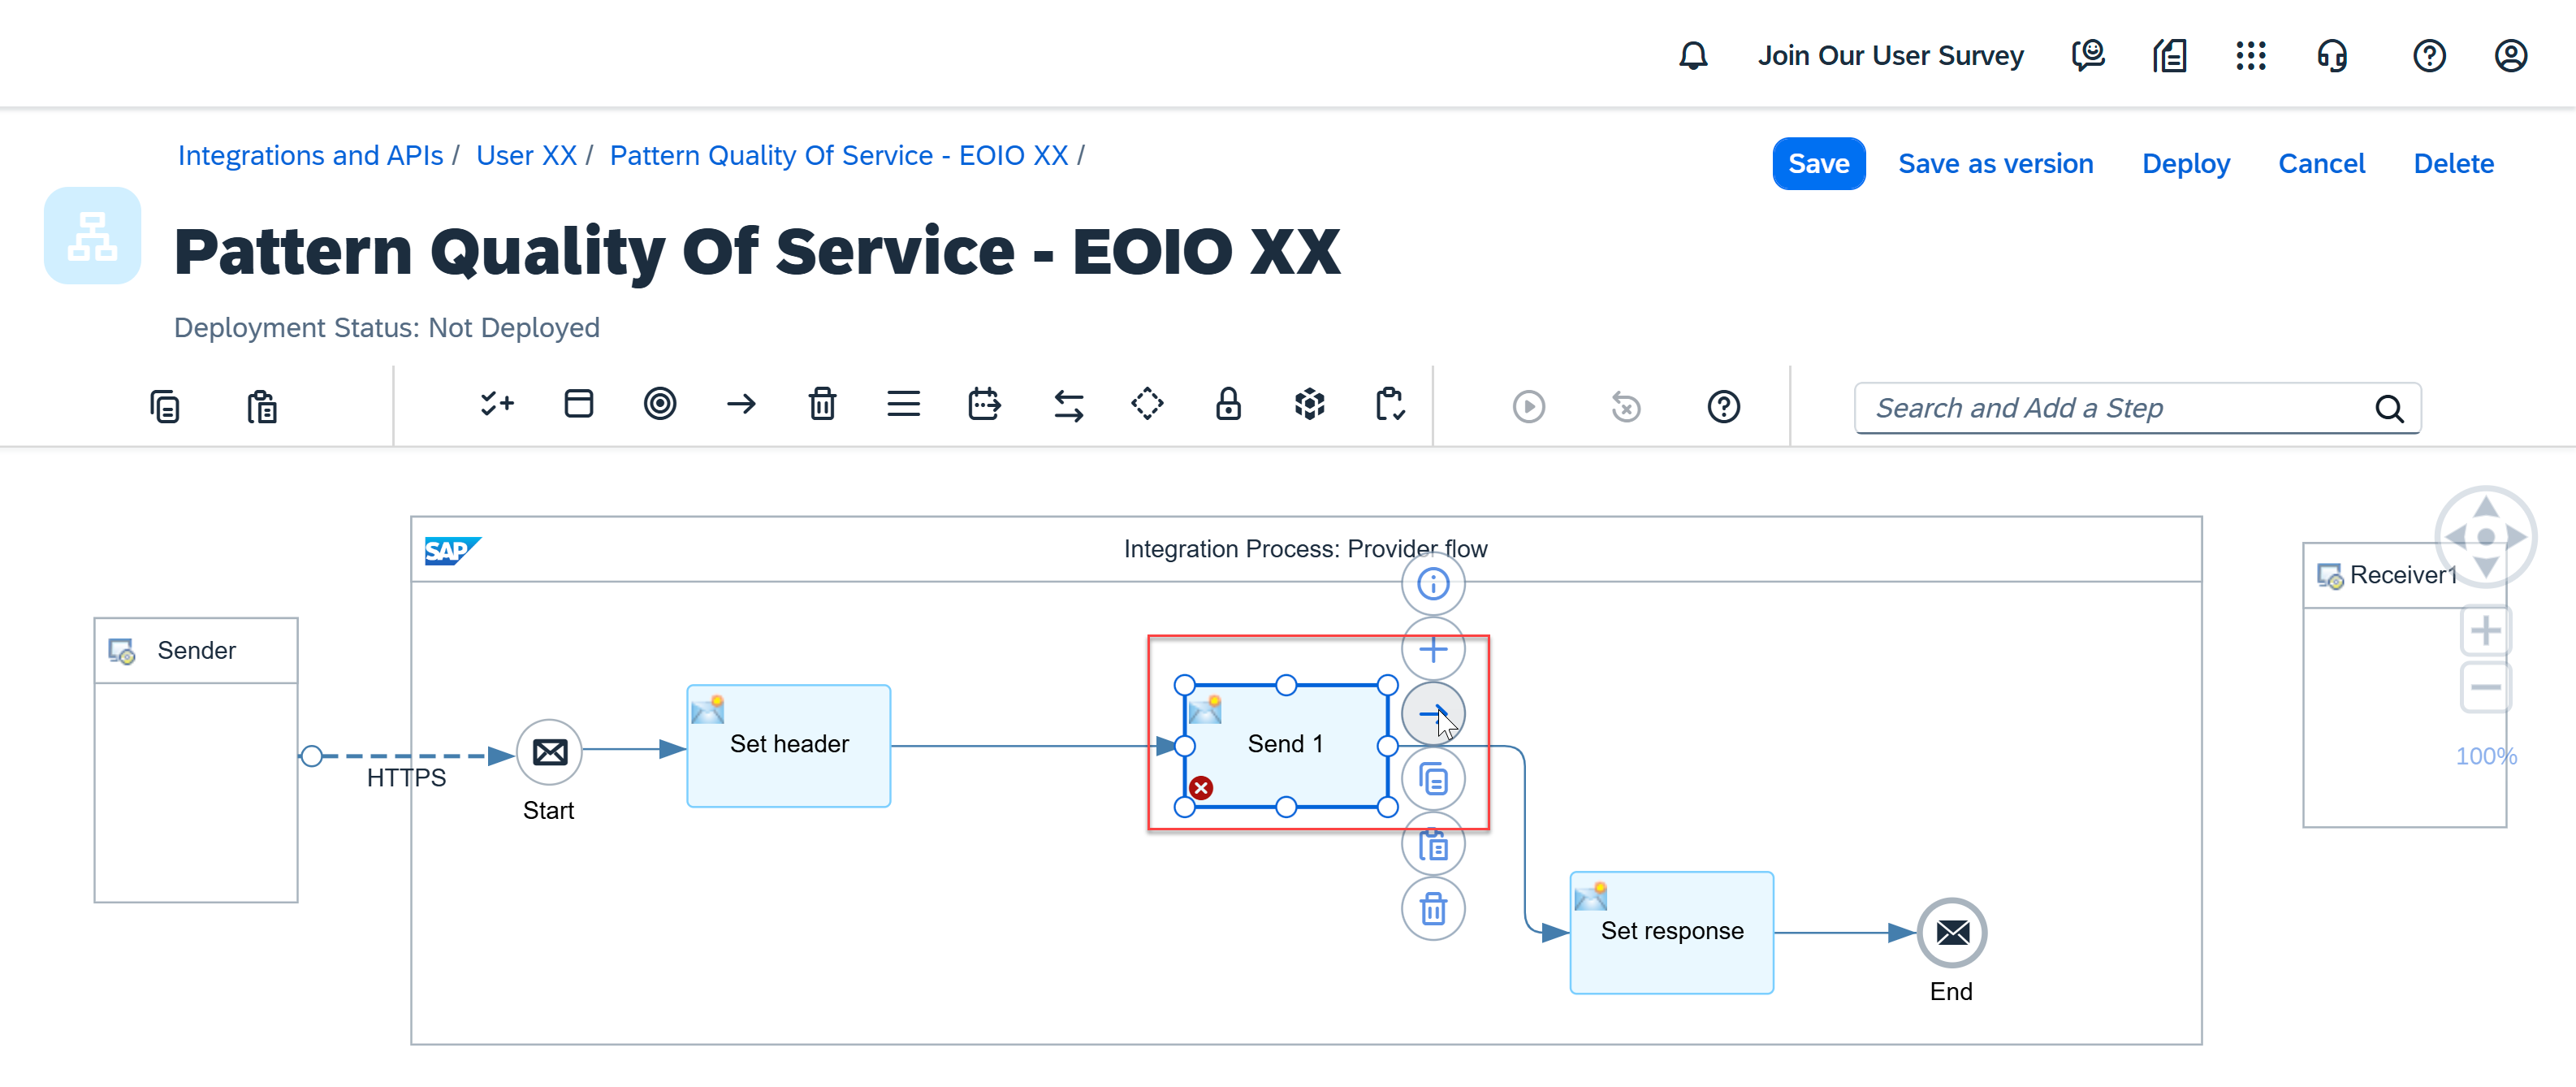 Join Our User Survey
Integrations and APIs / User XX / Pattern Quality Of Service - EOIO XX /
Save Save as version Deploy Cancel Delete
Pattern Quality Of Service - EOIO XX
Deployment Status: Not Deployed
Search and Add a Step
SAP
Integration Process: Provider flow
Receiver1
Sender
Set header
Send 1
HTTPS
100%
Start
Set response
End